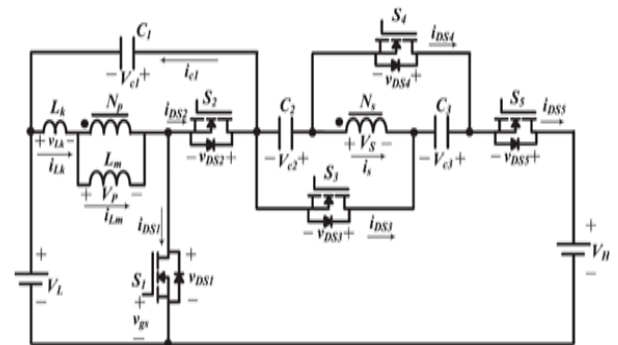 C1
S4
iDS4
− Vc1 +
ic1
− vDS4 +
Lk
Np
iDS2
S2
C2
Ns
C3
S5
iDS5
+ vLk −
iLk
Lm
+ VP −
iLm
− vDS2 +
− Vc2 +
+ VS −
is
− Vc3 +
− vDS5 +
S3
iDS1
− vDS3 +
iDS3
+
VL
−
S1
+
vDS1
−
+
vgs
−
+
VH
−